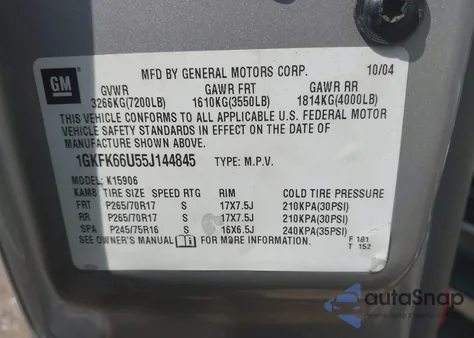 GM
MFD BY GENERAL MOTORS CORP. 10/04
GVWR GAWR FRT GAWR RR
3266KG(7200LB) 1610KG(3550LB) 1814KG(4000LB)
THIS VEHICLE CONFORMS TO ALL APPLICABLE U.S. FEDERAL MOTOR
VEHICLE SAFETY STANDARDS IN EFFECT ON THE DATE OF
MANUFACTURE SHOWN ABOVE.
1GKFK66U55J144845 TYPE: M.P.V.
MODEL: K15906
KAMB TIRE SIZE SPEED RTG RIM COLD TIRE PRESSURE
FRT P265/70R17 S 17X7.5J 210KPA(30PSI)
RR P265/70R17 S 17X7.5J 210KPA(30PSI)
SPA P245/75R16 S 16X6.5J 240KPA(35PSI)
SEE OWNER'S MANUAL FOR MORE INFORMATION. F 181
T 152
autoSnap